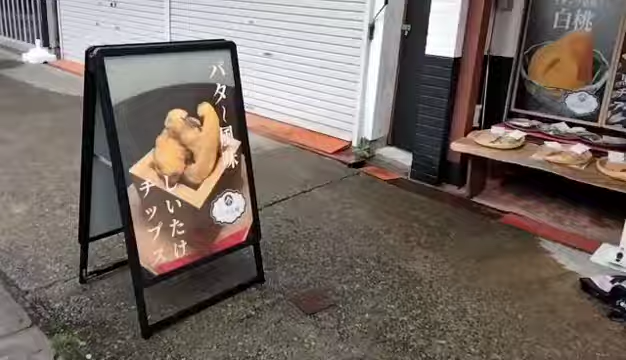 バター風味
しいたけ
チップス
白桃